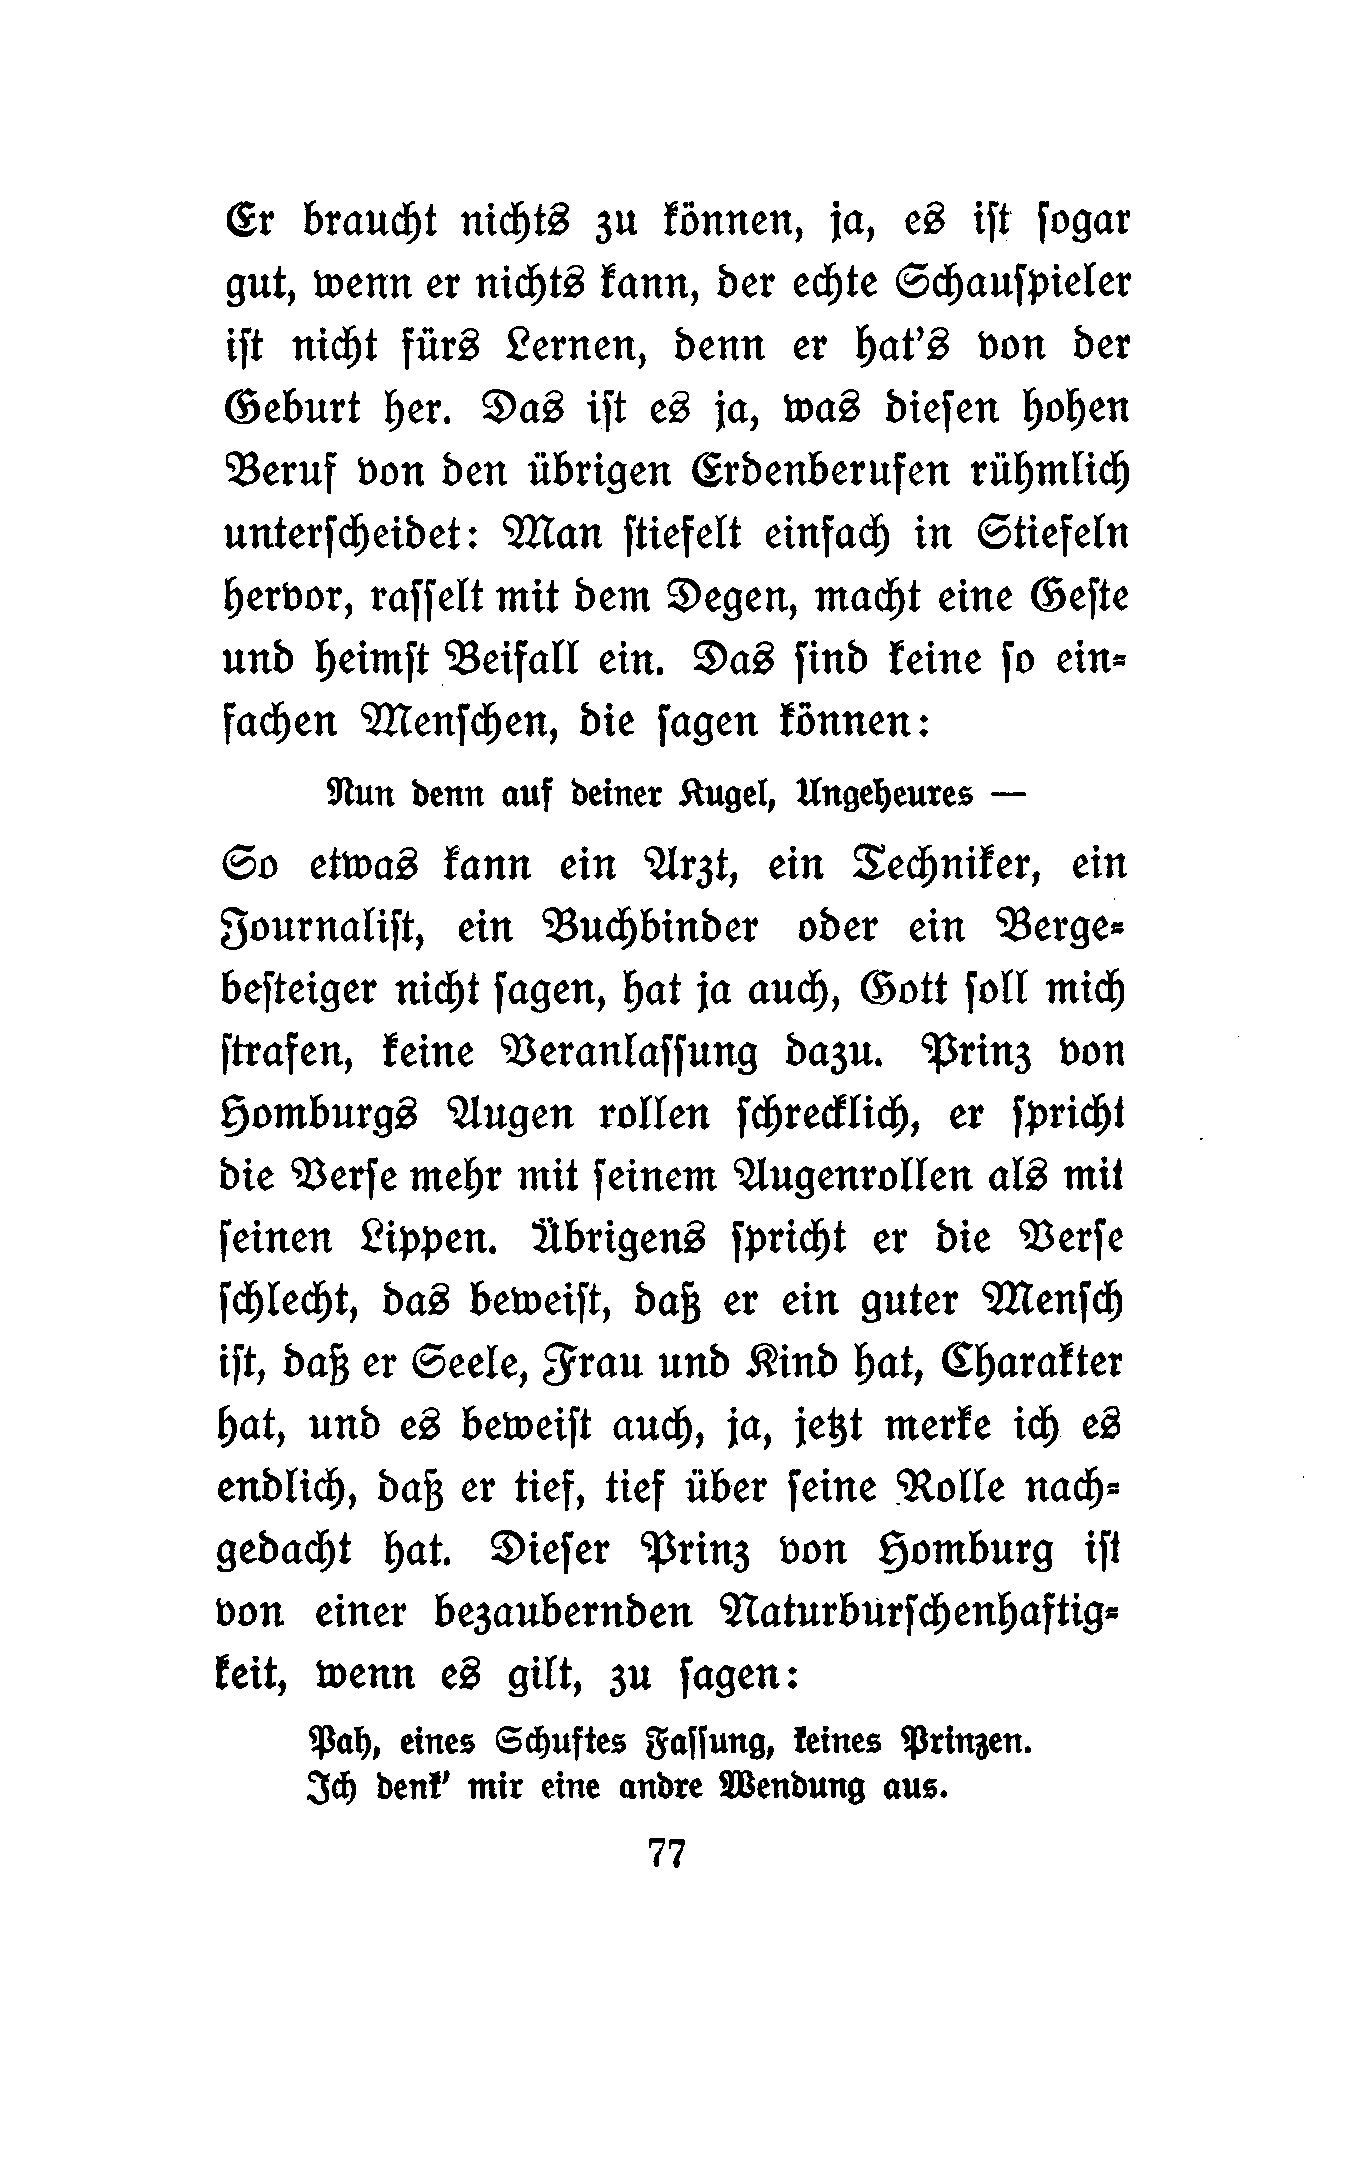 Er braucht nichts zu können, ja, es ist sogar
gut, wenn er nichts kann, der echte Schauspieler
ist nicht fürs Lernen, denn er hat's von der
Geburt her. Das ist es ja, was diesen hohen
Beruf von den übrigen Erdenberufen rühmlich
unterscheidet: Man stiefelt einfach in Stiefeln
hervor, rasselt mit dem Degen, macht eine Geste
und heimst Beifall ein. Das sind keine so ein-
fachen Menschen, die sagen können:
Nun denn auf deiner Kugel, Ungeheures —
So etwas kann ein Arzt, ein Techniker, ein
Journalist, ein Buchbinder oder ein Berge-
besteiger nicht sagen, hat ja auch, Gott soll mich
strafen, keine Veranlassung dazu. Prinz von
Homburgs Augen rollen schrecklich, er spricht
die Verse mehr mit seinem Augenrollen als mit
seinen Lippen. Übrigens spricht er die Verse
schlecht, das beweist, daß er ein guter Mensch
ist, daß er Seele, Frau und Kind hat, Charakter
hat, und es beweist auch, ja, jetzt merke ich es
endlich, daß er tief, tief über seine Rolle nach-
gedacht hat. Dieser Prinz von Homburg ist
von einer bezaubernden Naturburschenhaftig-
keit, wenn es gilt, zu sagen:
Pah, eines Schuftes Fassung, keines Prinzen.
Ich denk' mir eine andre Wendung aus.
77